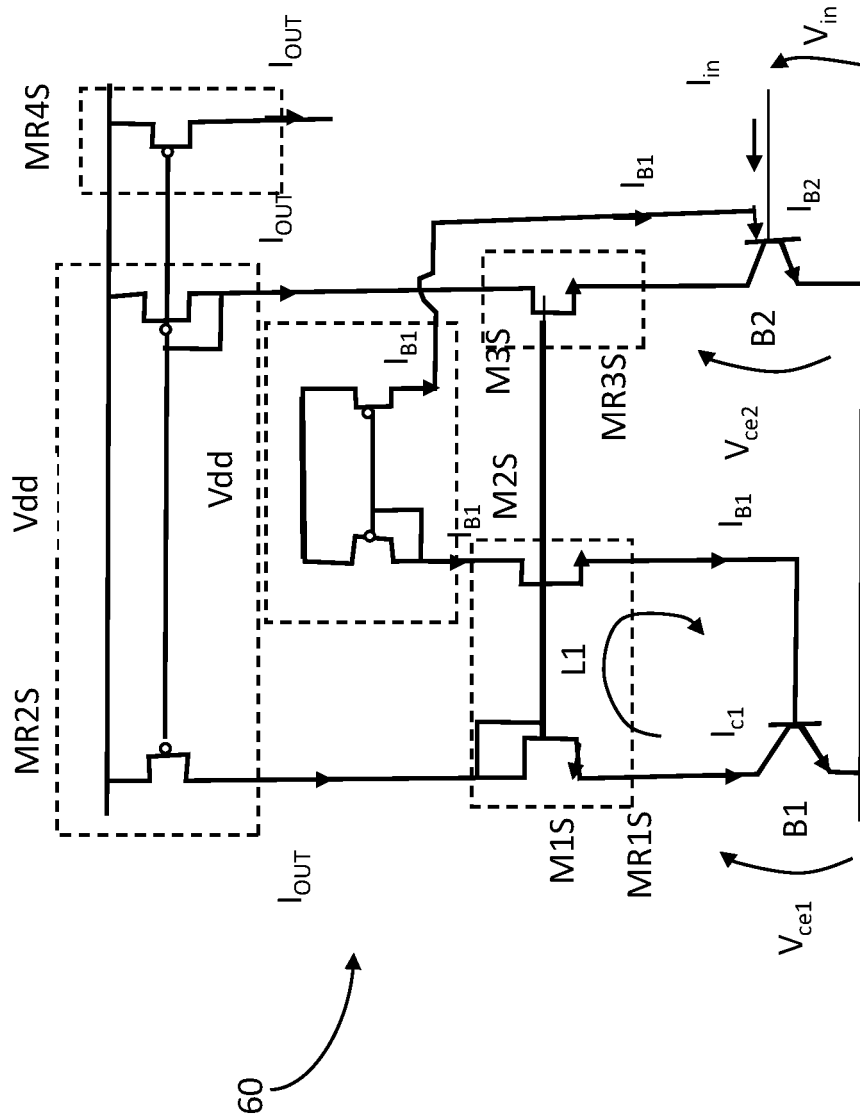 Vdd
MR2S
MR4S
I_OUT
I_OUT
Vdd
I_OUT
I_B1
I_B1
I_B1
M3S
M2S
MR3S
L1
M1S
MR1S
I_c1
I_B1
I_in
I_B2
V_in
B1
B2
V_ce1
V_ce2
60